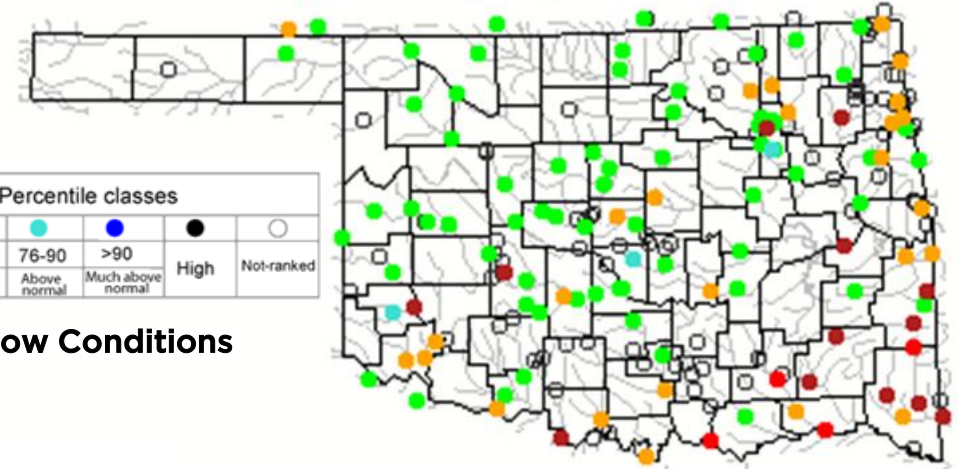 Percentile classes
76-90 >90 High Not-ranked
Above normal Much above normal
ow Conditions